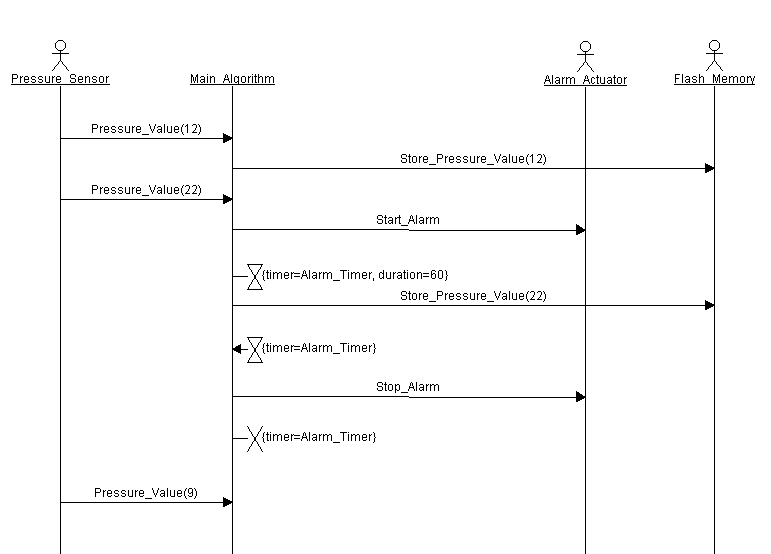 Pressure_Sensor
Main_Algorithm
Alarm_Actuator
Flash_Memory
Pressure_Value(12)
Store_Pressure_Value(12)
Pressure_Value(22)
Start_Alarm
{timer=Alarm_Timer, duration=60}
Store_Pressure_Value(22)
{timer=Alarm_Timer}
Stop_Alarm
{timer=Alarm_Timer}
Pressure_Value(9)